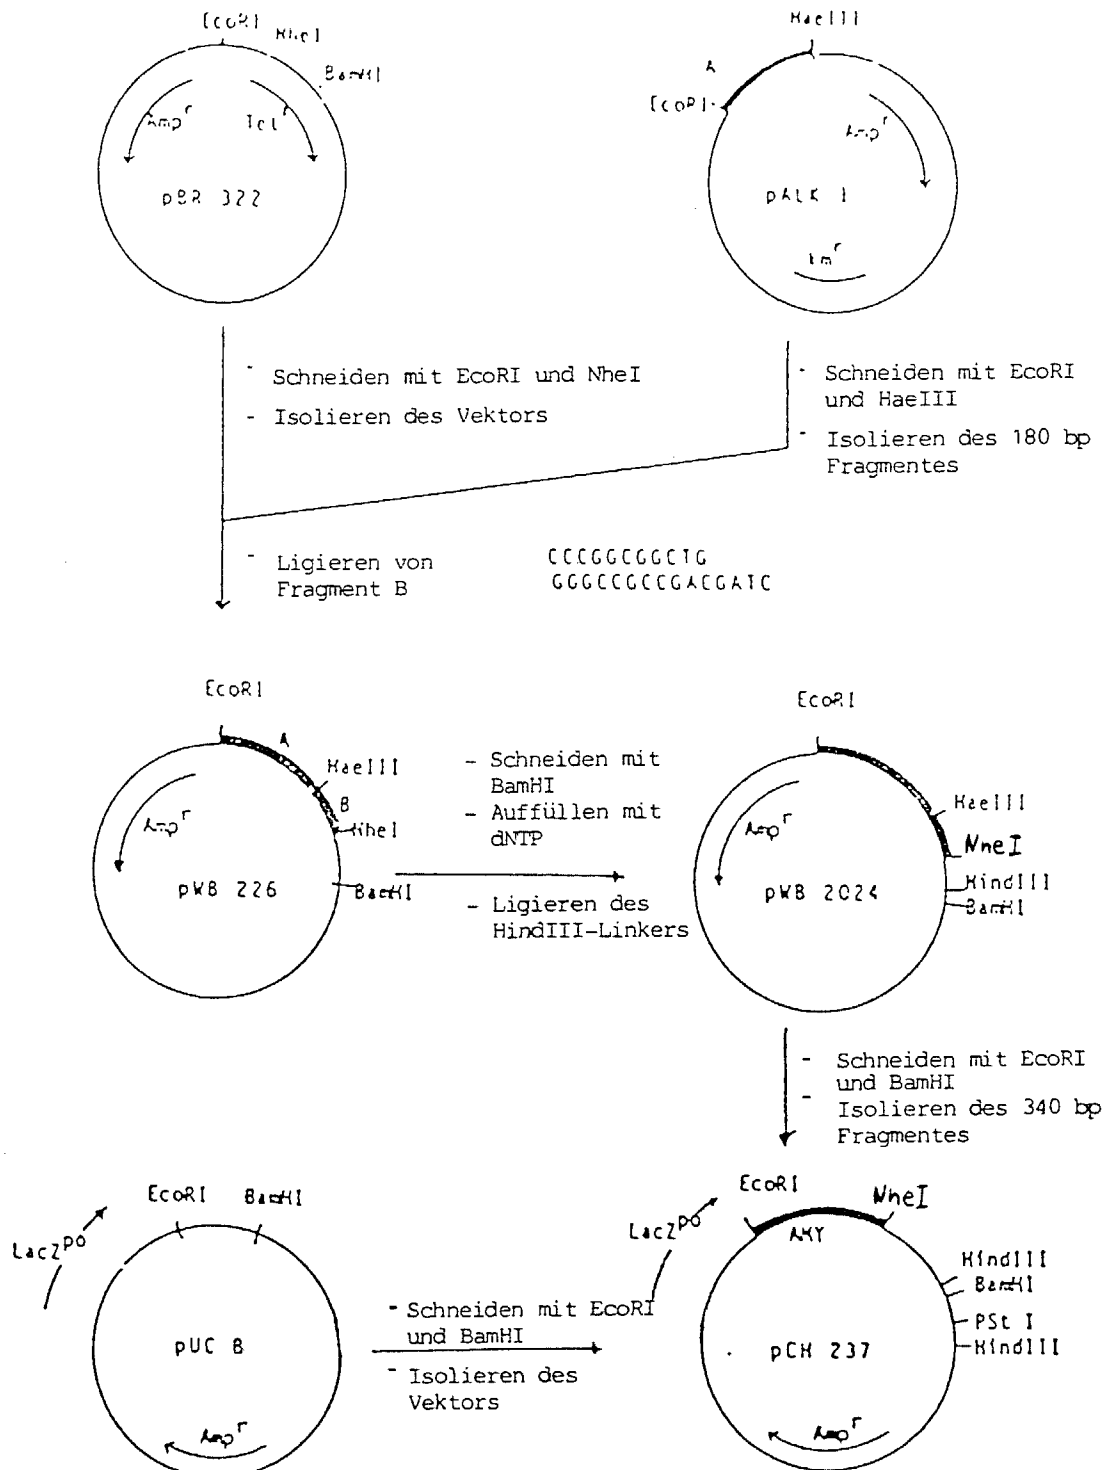 EcoRI
NheI
BamHI
Amp^r
Tet^r
pBR 322
HaeIII
A
EcoRI
Amp^r
pALK 1
Km^r
- Schneiden mit EcoRI und NheI
- Isolieren des Vektors
- Schneiden mit EcoRI
und HaeIII
- Isolieren des 180 bp
Fragmentes
- Ligieren von
Fragment B
CCCGGCGGCTG
GGGCCGCCGACGATC
EcoRI
A
HaeIII
B
NheI
Amp^r
pWB 226
BamHI
- Schneiden mit
BamHI
- Auffüllen mit
dNTP
- Ligieren des
HindIII-Linkers
EcoRI
HaeIII
NheI
HindIII
BamHI
Amp^r
pWB 2024
- Schneiden mit EcoRI
und BamHI
- Isolieren des 340 bp
Fragmentes
EcoRI BamHI
LacZ^po
pUC 8
Amp^r
- Schneiden mit EcoRI
und BamHI
- Isolieren des
Vektors
LacZ^po
EcoRI
NheI
AMY
HindIII
BamHI
PSt I
HindIII
pCH 237
Amp^r